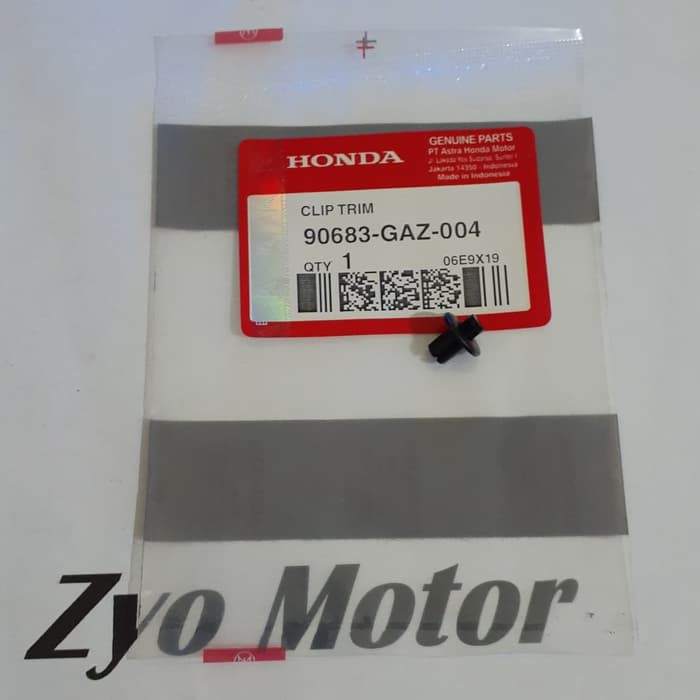 HONDA
GENUINE PARTS
PT Astra Honda Motor
Jakarta 14350 - Indonesia
Made in Indonesia
CLIP TRIM
90683-GAZ-004
QTY 1
06E9X19
Zyo Motor